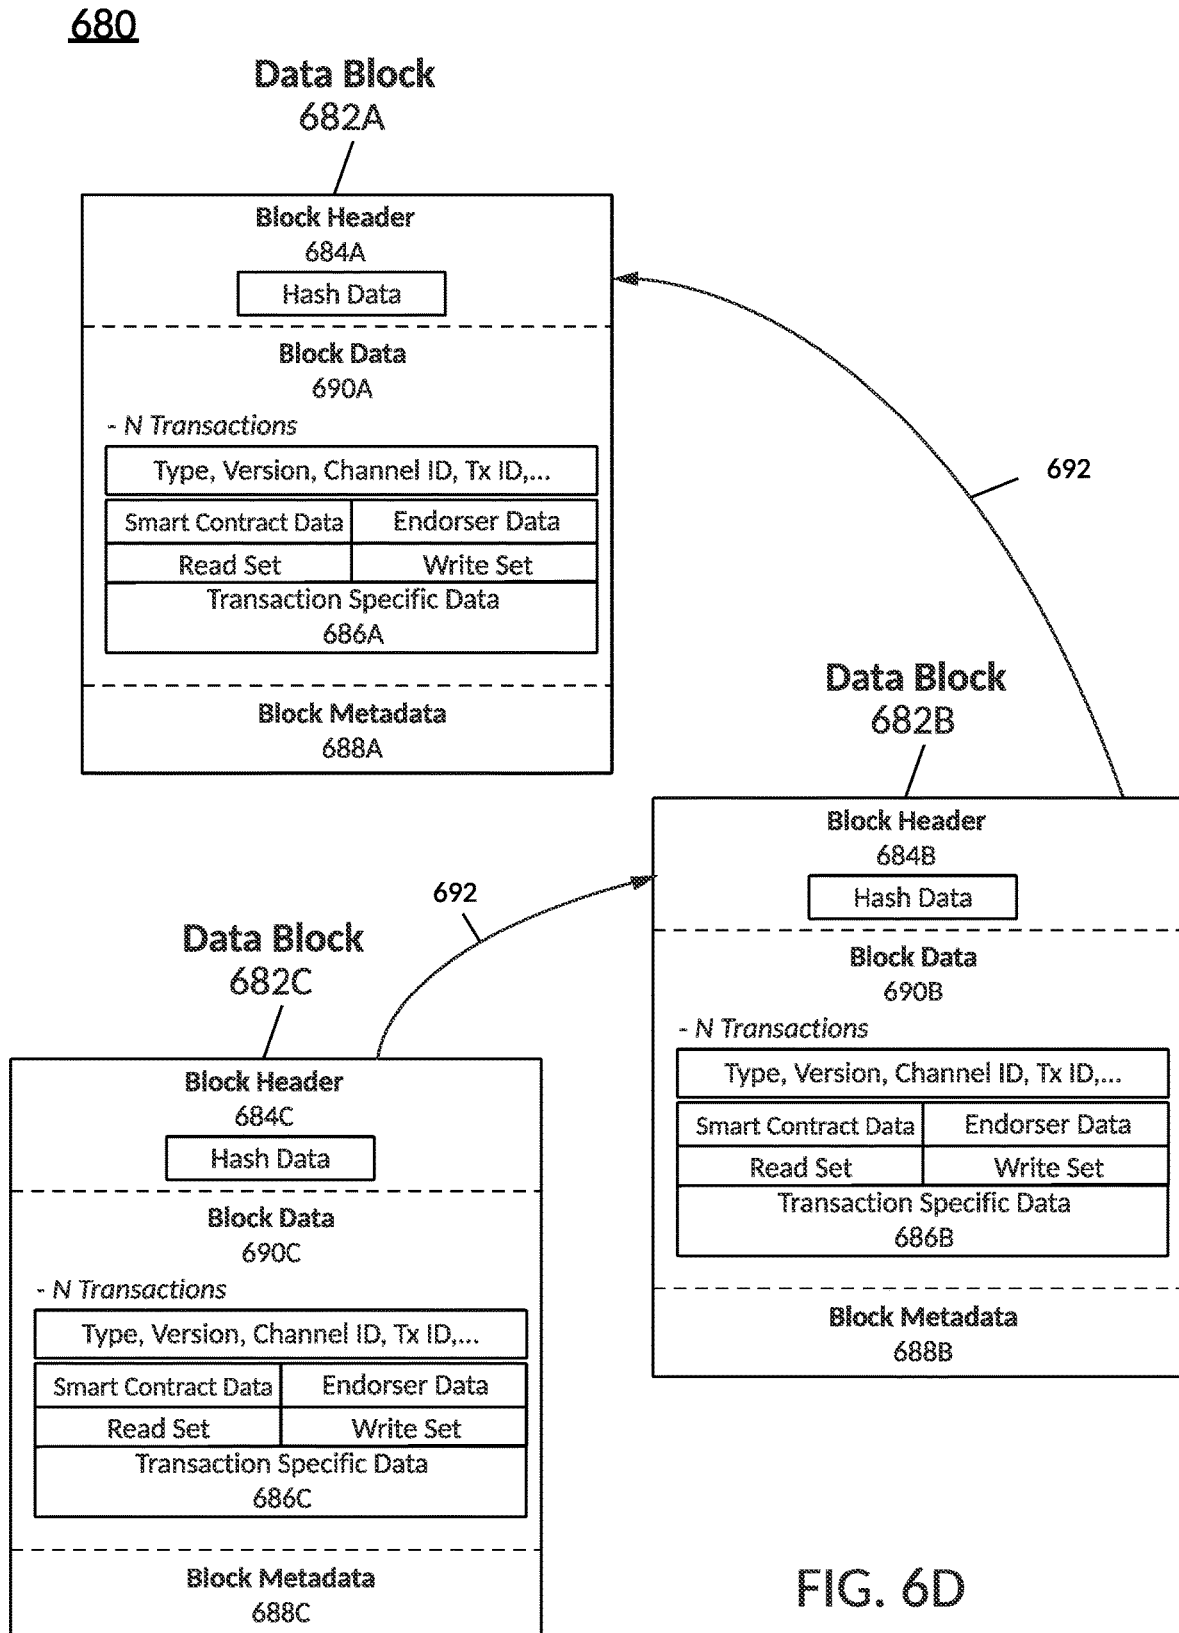 680
Data Block
682A
Block Header
684A
Hash Data
Block Data
690A
- N Transactions
Type, Version, Channel ID, Tx ID,...
Smart Contract Data Endorser Data
Read Set Write Set
Transaction Specific Data
686A
Block Metadata
688A
692
Data Block
682B
Block Header
684B
Hash Data
Block Data
690B
- N Transactions
Type, Version, Channel ID, Tx ID,...
Smart Contract Data Endorser Data
Read Set Write Set
Transaction Specific Data
686B
Block Metadata
688B
692
Data Block
682C
Block Header
684C
Hash Data
Block Data
690C
- N Transactions
Type, Version, Channel ID, Tx ID,...
Smart Contract Data Endorser Data
Read Set Write Set
Transaction Specific Data
686C
Block Metadata
688C
FIG. 6D